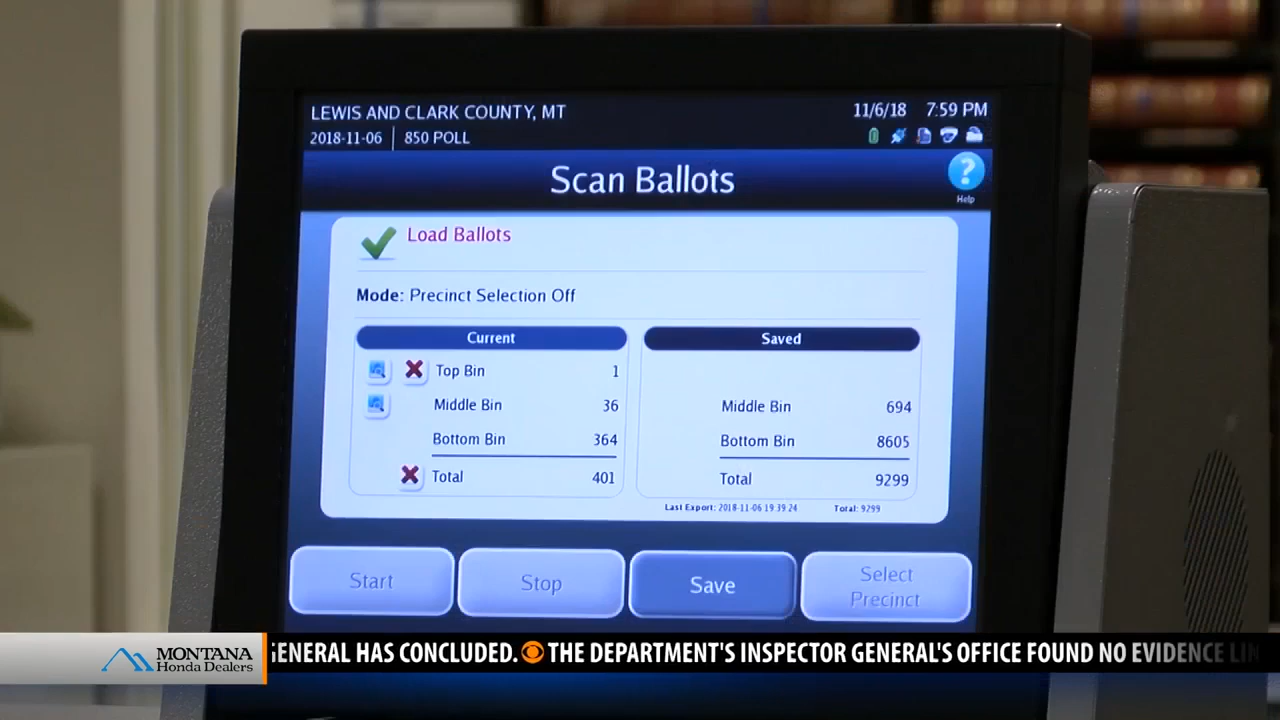 LEWIS AND CLARK COUNTY, MT
11/6/18 7:59 PM
2018-11-06 850 POLL
Scan Ballots
?
Help
Load Ballots
Mode: Precinct Selection Off
Current
Saved
Top Bin 1
Middle Bin 36
Middle Bin 694
Bottom Bin 364
Bottom Bin 8605
Total 401
Total 9299
Last Export: 2018-11-06 19 39 24 Total: 9299
Start
Stop
Save
Select
Precinct
MONTANA
Honda Dealers
GENERAL HAS CONCLUDED. THE DEPARTMENT'S INSPECTOR GENERAL'S OFFICE FOUND NO EVIDENCE